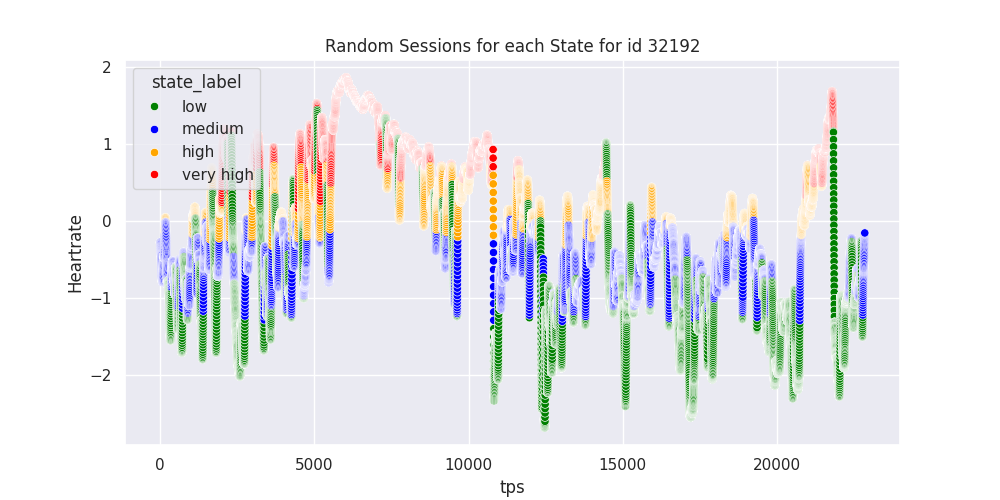 Random Sessions for each State for id 32192
state_label
low
medium
high
very high
Heartrate
2
1
0
−1
−2
0
5000
10000
15000
20000
tps